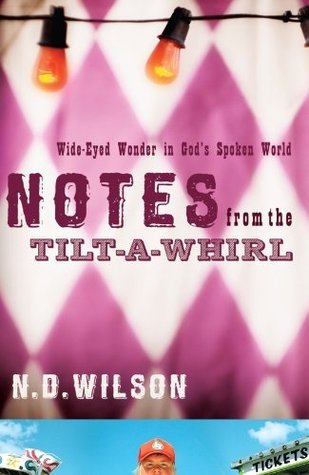 Wide-Eyed Wonder in God's Spoken World
NOTES from the
TILT-A-WHIRL
N.D. WILSON
TICKETS